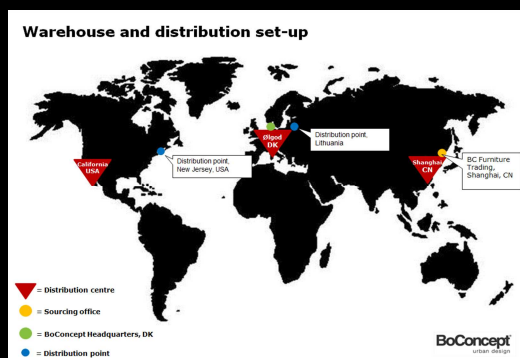 Warehouse and distribution set-up
California
USA
Distribution point,
New Jersey, USA
Ølgod
DK
Distribution point,
Lithuania
Shanghai
CN
BC Furniture
Trading,
Shanghai, CN
= Distribution centre
= Sourcing office
= BoConcept Headquarters, DK
= Distribution point
BoConcept
urban design